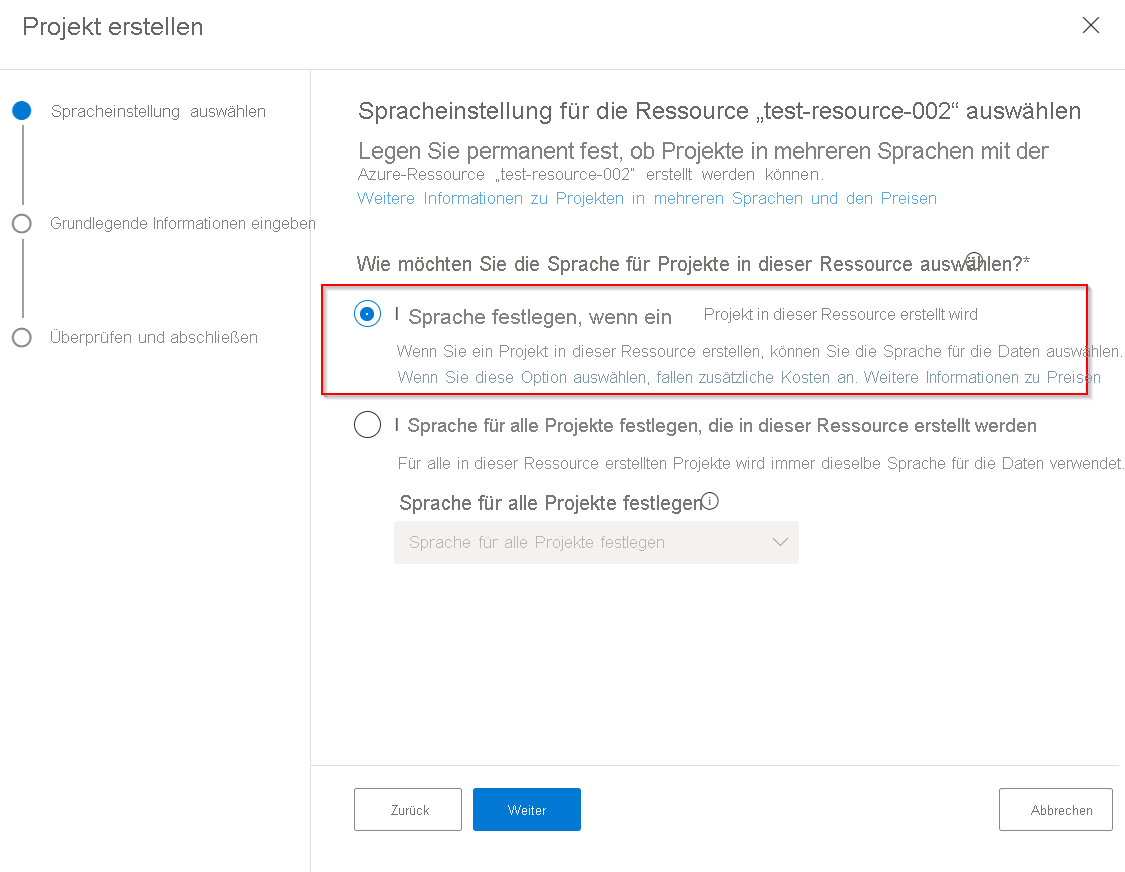 Projekt erstellen
Spracheinstellung auswählen
Grundlegende Informationen eingeben
Überprüfen und abschließen
Spracheinstellung für die Ressource „test-resource-002“ auswählen
Legen Sie permanent fest, ob Projekte in mehreren Sprachen mit der
Azure-Ressource „test-resource-002“ erstellt werden können.
Weitere Informationen zu Projekten in mehreren Sprachen und den Preisen
Wie möchten Sie die Sprache für Projekte in dieser Ressource auswählen?*
I Sprache festlegen, wenn ein Projekt in dieser Ressource erstellt wird
Wenn Sie ein Projekt in dieser Ressource erstellen, können Sie die Sprache für die Daten auswählen.
Wenn Sie diese Option auswählen, fallen zusätzliche Kosten an. Weitere Informationen zu Preisen
I Sprache für alle Projekte festlegen, die in dieser Ressource erstellt werden
Für alle in dieser Ressource erstellten Projekte wird immer dieselbe Sprache für die Daten verwendet.
Sprache für alle Projekte festlegen
Sprache für alle Projekte festlegen
Zurück
Weiter
Abbrechen